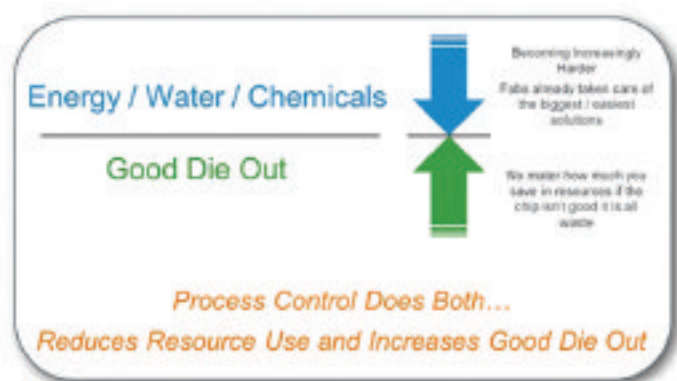 Energy / Water / Chemicals
Good Die Out
Becoming Increasingly
Harder
Fabs already taken care of
the biggest / easiest
solutions
No mater how much you
save in resources if the
chip isn't good it is all
waste
Process Control Does Both…
Reduces Resource Use and Increases Good Die Out